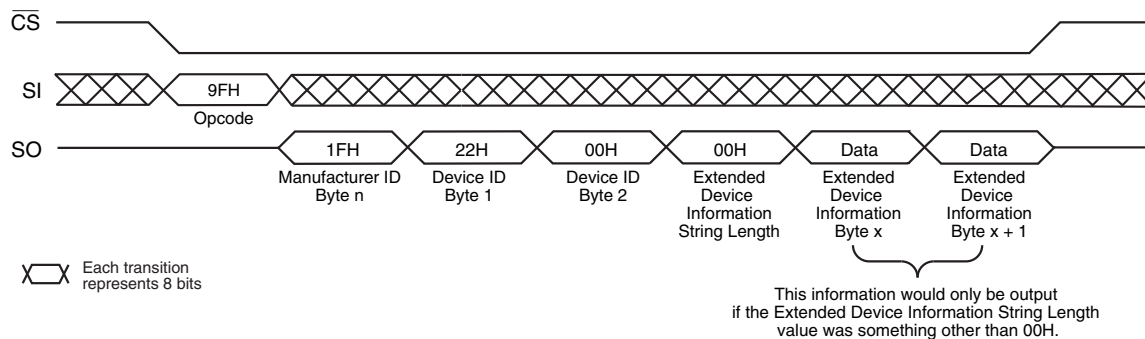 CS
SI
9FH
Opcode
SO
1FH
22H
00H
00H
Data
Data
Manufacturer ID
Byte n
Device ID
Byte 1
Device ID
Byte 2
Extended
Device
Information
String Length
Extended
Device
Information
Byte x
Extended
Device
Information
Byte x + 1
Each transition
represents 8 bits
This information would only be output
if the Extended Device Information String Length
value was something other than 00H.